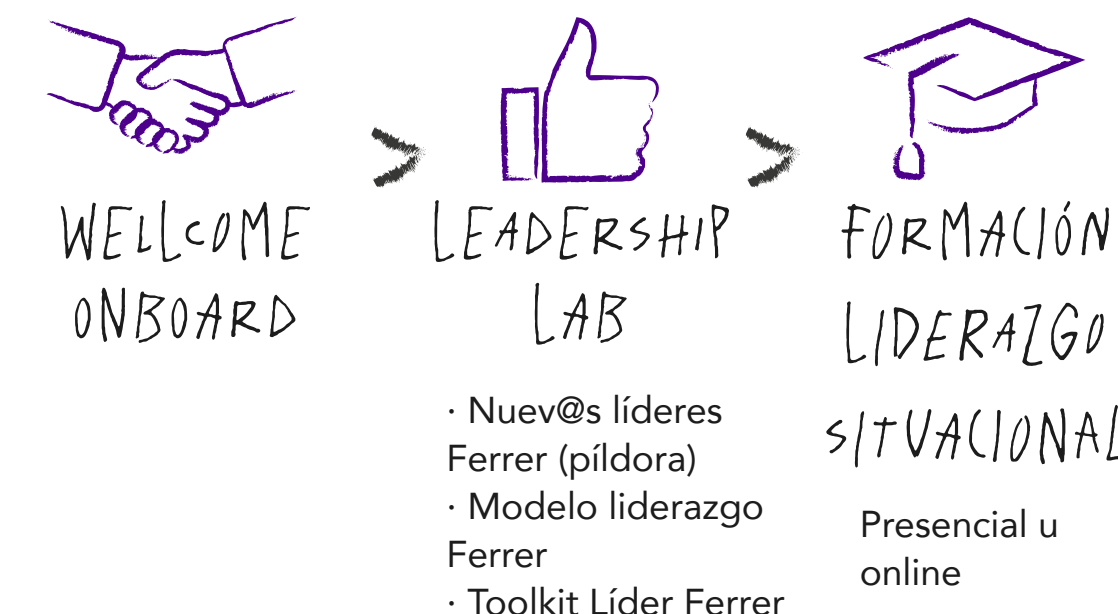 WELLCOME
ONBOARD
>
LEADERSHIP
LAB
· Nuev@s líderes
Ferrer (píldora)
· Modelo liderazgo
Ferrer
· Toolkit Líder Ferrer
>
FORMACIÓN
LIDERAZGO
SITUACIONAL
Presencial u
online